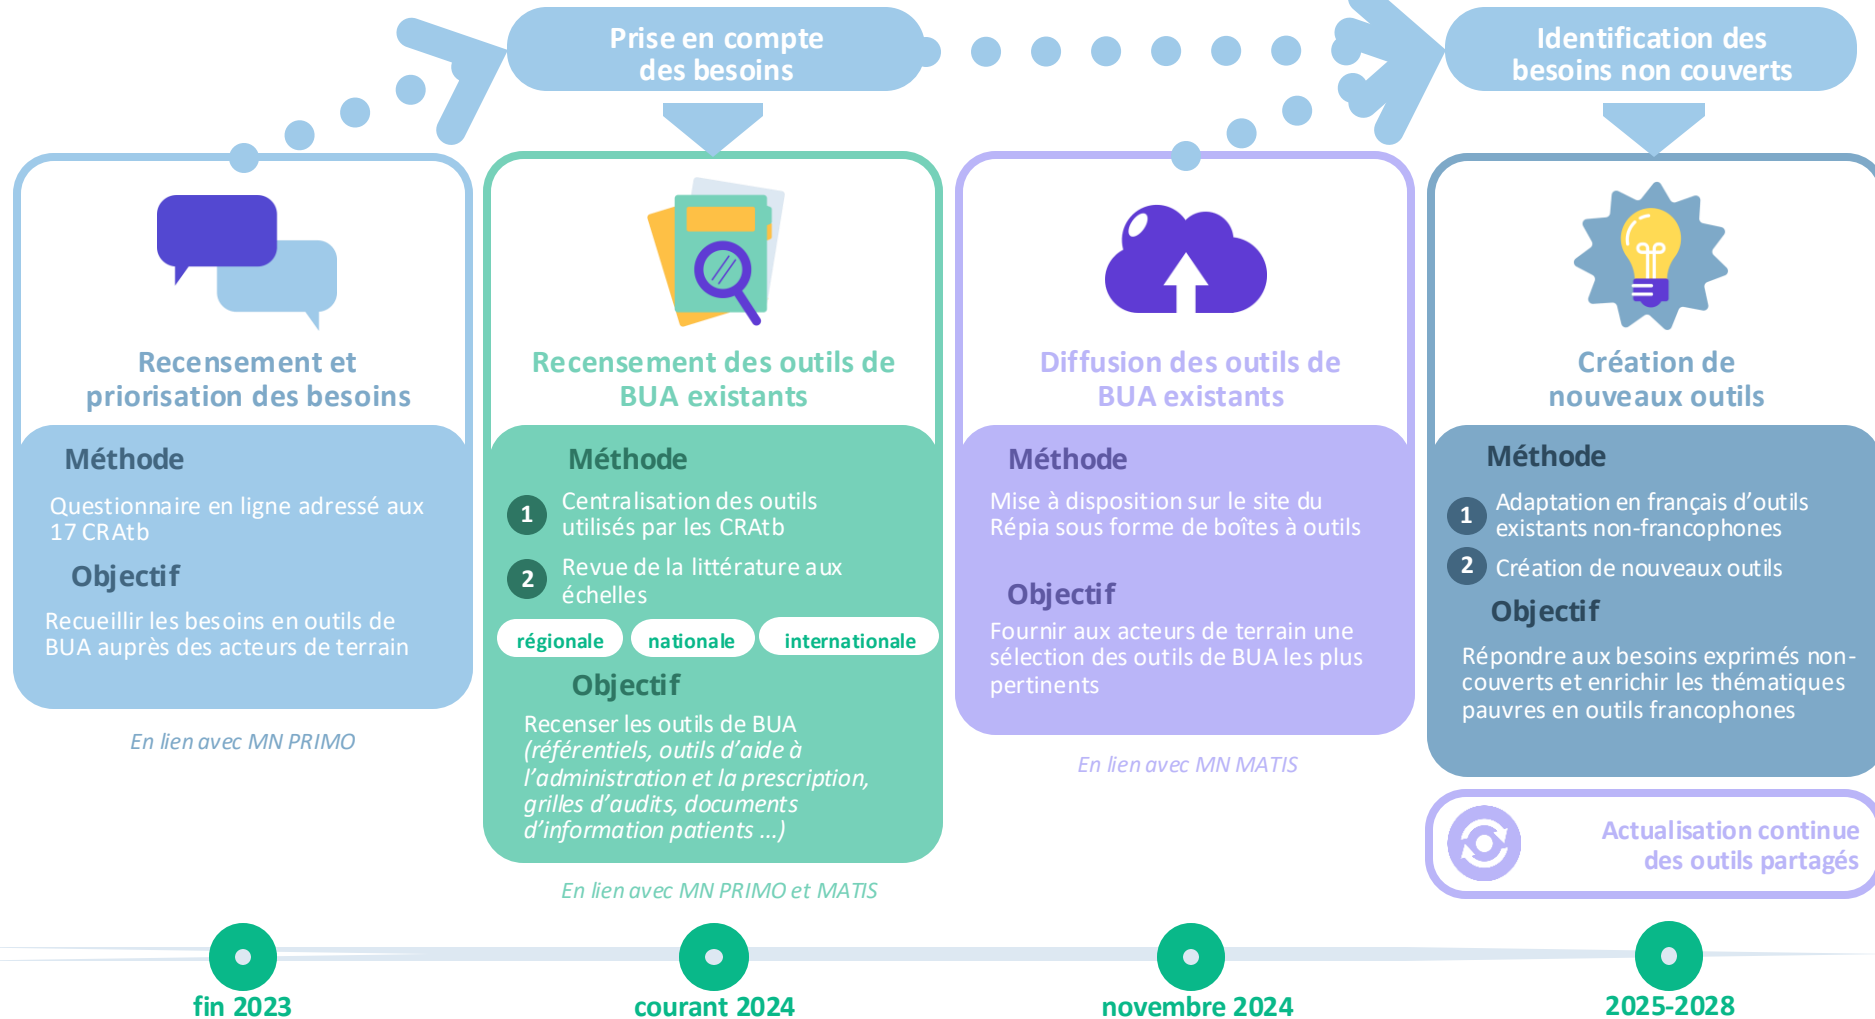 Prise en compte
des besoins
Identification des
besoins non couverts
Recensement et
priorisation des besoins
Méthode
Questionnaire en ligne adressé aux
17 CRAtb
Objectif
Recueillir les besoins en outils de
BUA auprès des acteurs de terrain
En lien avec MN PRIMO
Recensement des outils de
BUA existants
Méthode
1 Centralisation des outils
utilisés par les CRAtb
2 Revue de la littérature aux
échelles
régionale nationale internationale
Objectif
Recenser les outils de BUA
(référentiels, outils d’aide à
l’administration et la prescription,
grilles d’audits, documents
d’information patients ...)
En lien avec MN PRIMO et MATIS
Diffusion des outils de
BUA existants
Méthode
Mise à disposition sur le site du
Répia sous forme de boîtes à outils
Objectif
Fournir aux acteurs de terrain une
sélection des outils de BUA les plus
pertinents
En lien avec MN MATIS
Création de
nouveaux outils
Méthode
1 Adaptation en français d’outils
existants non-francophones
2 Création de nouveaux outils
Objectif
Répondre aux besoins exprimés non-
couverts et enrichir les thématiques
pauvres en outils francophones
Actualisation continue
des outils partagés
fin 2023
courant 2024
novembre 2024
2025-2028